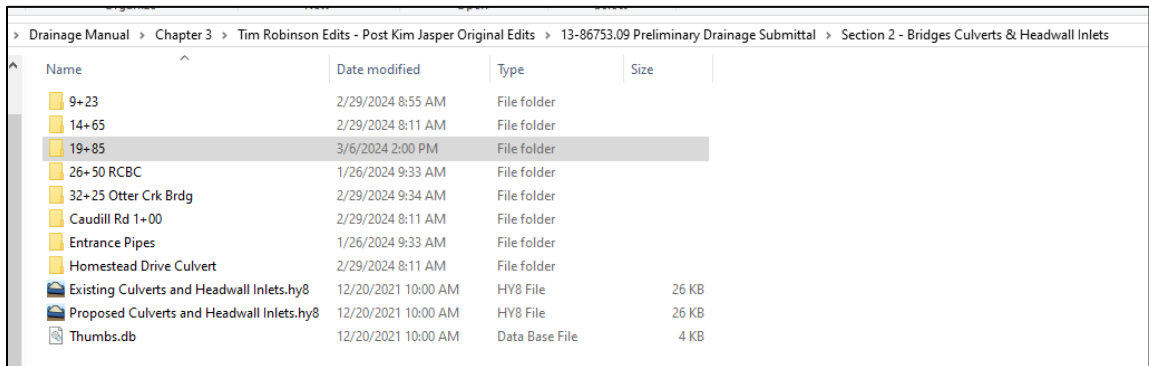 > Drainage Manual > Chapter 3 > Tim Robinson Edits - Post Kim Jasper Original Edits > 13-86753.09 Preliminary Drainage Submittal > Section 2 - Bridges Culverts & Headwall Inlets
Name Date modified Type Size
9+23 2/29/2024 8:55 AM File folder
14+65 2/29/2024 8:11 AM File folder
19+85 3/6/2024 2:00 PM File folder
26+50 RCBC 1/26/2024 9:33 AM File folder
32+25 Otter Crk Brdg 2/29/2024 9:34 AM File folder
Caudill Rd 1+00 2/29/2024 8:11 AM File folder
Entrance Pipes 1/26/2024 9:33 AM File folder
Homestead Drive Culvert 2/29/2024 8:11 AM File folder
Existing Culverts and Headwall Inlets.hy8 12/20/2021 10:00 AM HY8 File 26 KB
Proposed Culverts and Headwall Inlets.hy8 12/20/2021 10:00 AM HY8 File 26 KB
Thumbs.db 12/20/2021 10:00 AM Data Base File 4 KB